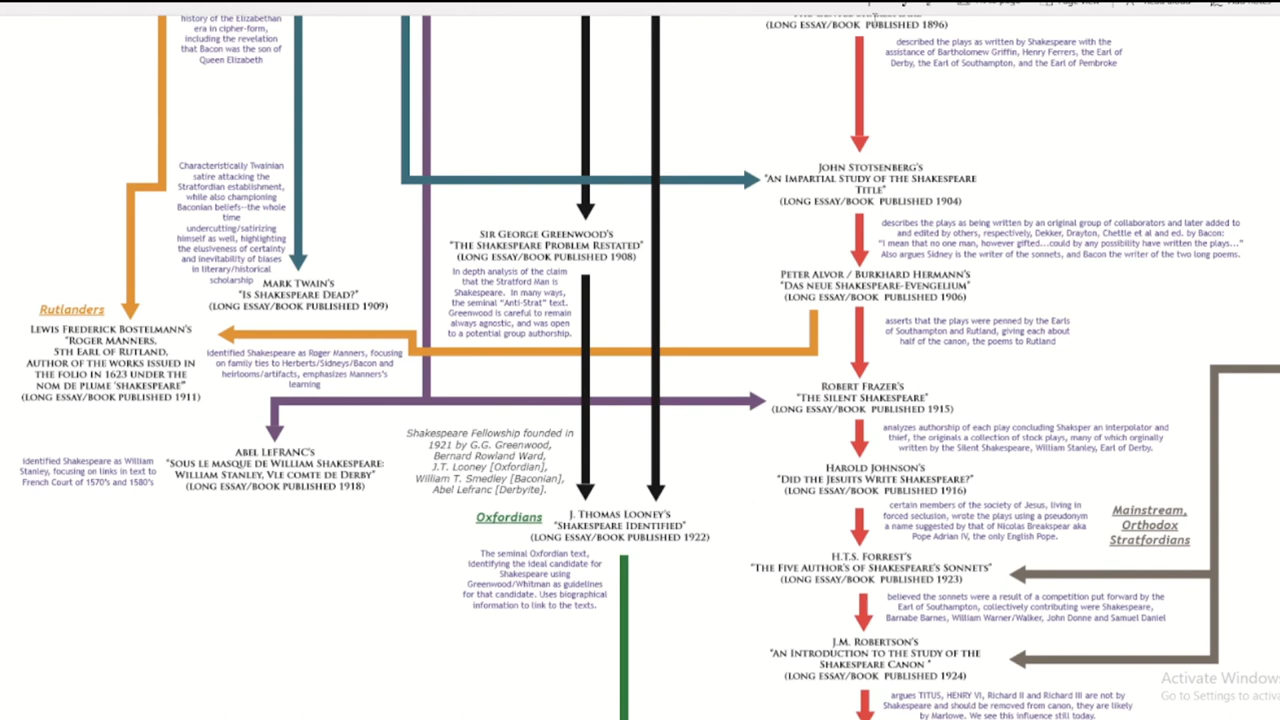 history of the Elizabethan
era in cipher-form,
including the revelation
that Bacon was the son of
Queen Elizabeth
(LONG ESSAY/BOOK PUBLISHED 1896)
described the plays as written by Shakespeare with the
assistance of Bartholomew Griffin, Henry Ferrers, the Earl of
Derby, the Earl of Southampton, and the Earl of Pembroke
Characteristically Twainian
satire attacking the
Stratfordian establishment,
while also championing
Baconian beliefs--the whole
time
undercutting/satirizing
himself as well, highlighting
the elusiveness of certainty
and inevitability of biases
in literary/historical
scholarship
MARK TWAIN'S
"IS SHAKESPEARE DEAD?"
(LONG ESSAY/BOOK PUBLISHED 1909)
SIR GEORGE GREENWOOD'S
"THE SHAKESPEARE PROBLEM RESTATED"
(LONG ESSAY/BOOK PUBLISHED 1908)
In depth analysis of the claim
that the Stratford Man is
Shakespeare. In many ways,
the seminal "Anti-Strat" text.
Greenwood is careful to remain
always agnostic, and was open
to a potential group authorship.
JOHN STOTSENBERG'S
"AN IMPARTIAL STUDY OF THE SHAKESPEARE
TITLE"
(LONG ESSAY/BOOK PUBLISHED 1904)
describes the plays as being written by an original group of collaborators and later added to
and edited by others, respectively, Dekker, Drayton, Chettle et al and ed. by Bacon:
"I mean that no one man, however gifted...could by any possibility have written the plays..."
Also argues Sidney is the writer of the sonnets, and Bacon the writer of the two long poems.
PETER ALVOR / BURKHARD HERMANN'S
"DAS NEUE SHAKESPEARE-EVENGELIUM"
(LONG ESSAY/BOOK PUBLISHED 1906)
asserts that the plays were penned by the Earls
of Southampton and Rutland, giving each about
half of the canon, the poems to Rutland
Rutlanders
LEWIS FREDERICK BOSTELMANN'S
"ROGER MANNERS,
5TH EARL OF RUTLAND,
AUTHOR OF THE WORKS ISSUED IN
THE FOLIO IN 1623 UNDER THE
NOM DE PLUME 'SHAKESPEARE'"
(LONG ESSAY/BOOK PUBLISHED 1911)
identified Shakespeare as Roger Manners, focusing
on family ties to Herberts/Sidneys/Bacon and
heirlooms/artifacts, emphasizes Manners's
learning
ROBERT FRAZER'S
"THE SILENT SHAKESPEARE"
(LONG ESSAY/BOOK PUBLISHED 1915)
analyzes authorship of each play concluding Shaksper an interpolator and
thief, the originals a collection of stock plays, many of which orginally
written by the Silent Shakespeare, William Stanley, Earl of Derby.
identified Shakespeare as William
Stanley, focusing on links in text to
French Court of 1570's and 1580's
ABEL LEFRANC'S
"SOUS LE MASQUE DE WILLIAM SHAKESPEARE:
WILLIAM STANLEY, VLE COMTE DE DERBY"
(LONG ESSAY/BOOK PUBLISHED 1918)
Shakespeare Fellowship founded in
1921 by G.G. Greenwood,
Bernard Rowland Ward,
J.T. Looney [Oxfordian],
William T. Smedley [Baconian],
Abel Lefranc [Derbyite].
HAROLD JOHNSON'S
"DID THE JESUITS WRITE SHAKESPEARE?"
(LONG ESSAY/BOOK PUBLISHED 1916)
certain members of the society of Jesus, living in
forced seclusion, wrote the plays using a pseudonym
a name suggested by that of Nicolas Breakspear aka
Pope Adrian IV, the only English Pope.
Mainstream,
Orthodox
Stratfordians
Oxfordians
J. THOMAS LOONEY'S
"SHAKESPEARE IDENTIFIED"
(LONG ESSAY/BOOK PUBLISHED 1922)
The seminal Oxfordian text,
identifying the ideal candidate for
Shakespeare using
Greenwood/Whitman as guidelines
for that candidate. Uses biographical
information to link to the texts.
H.T.S. FORREST'S
"THE FIVE AUTHOR'S OF SHAKESPEARE'S SONNETS"
(LONG ESSAY/BOOK PUBLISHED 1923)
believed the sonnets were a result of a competition put forward by the
Earl of Southampton, collectively contributing were Shakespeare,
Barnabe Barnes, William Warner/Walker, John Donne and Samuel Daniel
J.M. ROBERTSON'S
"AN INTRODUCTION TO THE STUDY OF THE
SHAKESPEARE CANON "
(LONG ESSAY/BOOK PUBLISHED 1924)
argues TITUS, HENRY VI, Richard II and Richard III are not by
Shakespeare and should be removed from canon, they are likely
by Marlowe. We see this influence still today.
Activate Windows
Go to Settings to activa